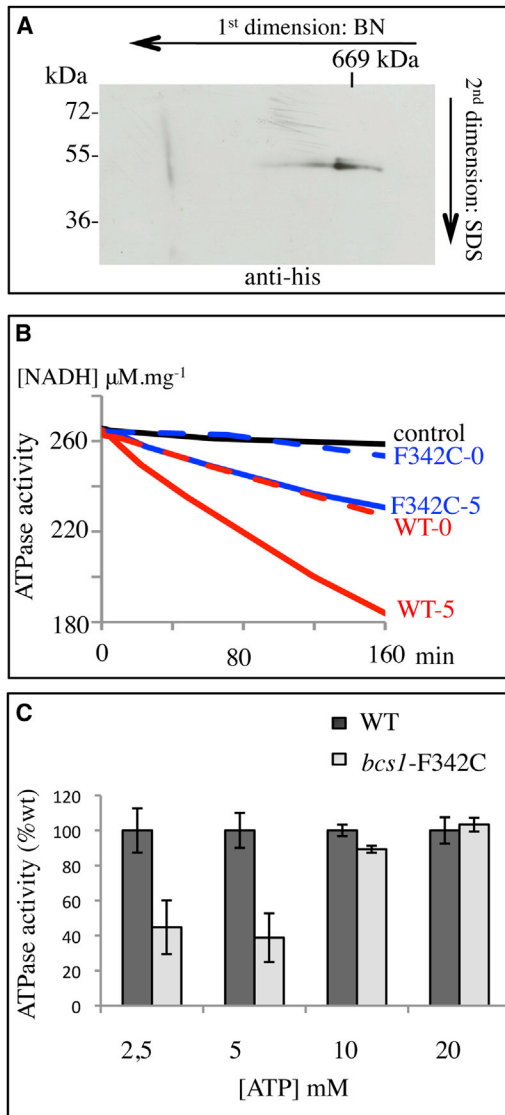 A
1st dimension: BN
kDa
669 kDa
72-
55-
36-
2nd dimension: SDS
anti-his
B
[NADH] µM.mg-1
ATPase activity
260
220
180
0
80
160
min
control
F342C-0
F342C-5
WT-0
WT-5
C
WT
bcs1-F342C
ATPase activity (%wt)
120
100
80
60
40
20
0
2,5
5
10
20
[ATP] mM